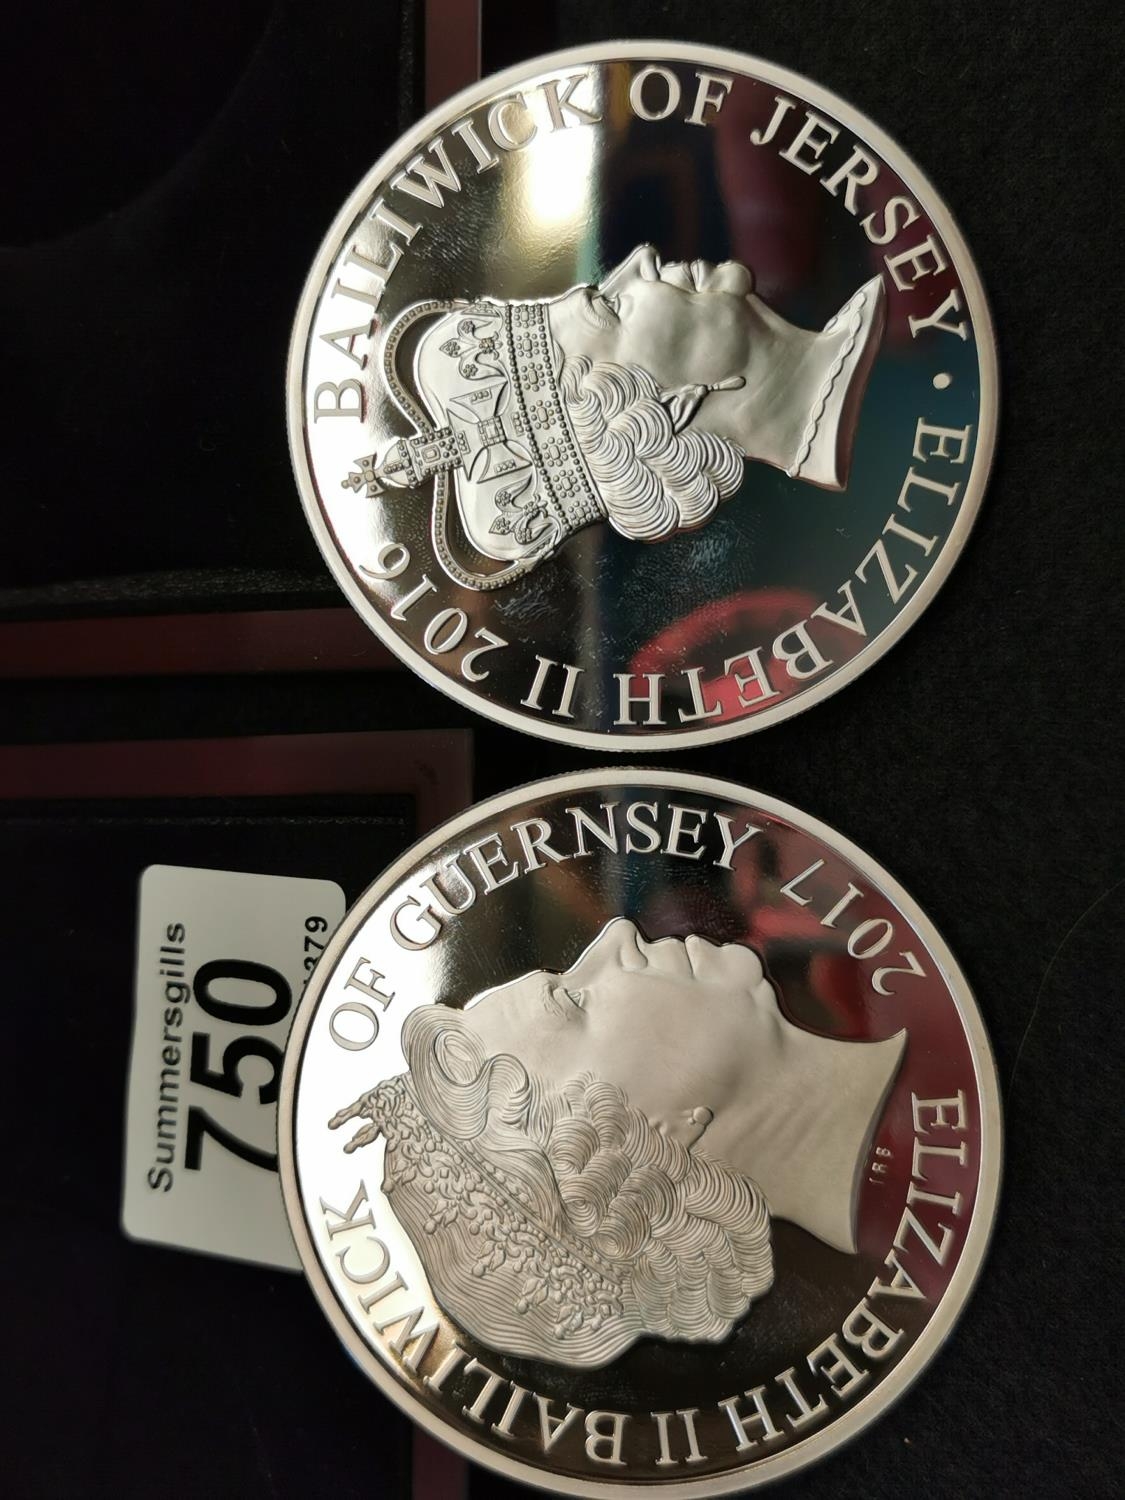 BAILIWICK OF JERSEY · ELIZABETH II 2016
ELIZABETH II BAILIWICK OF GUERNSEY 2017
IRB
Summersgills
750